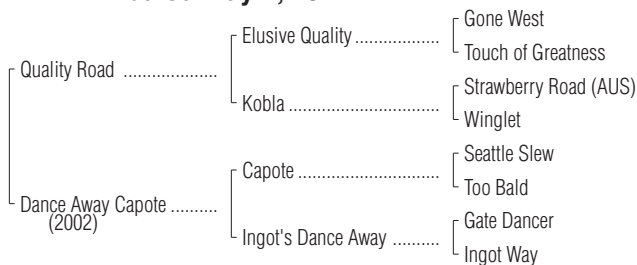 Gone West
Elusive Quality ..................
Touch of Greatness
Quality Road ....................
Strawberry Road (AUS)
Kobla ................................
Winglet
Seattle Slew
Capote ..............................
Too Bald
Dance Away Capote ..........
(2002)
Gate Dancer
Ingot's Dance Away ..........
Ingot Way